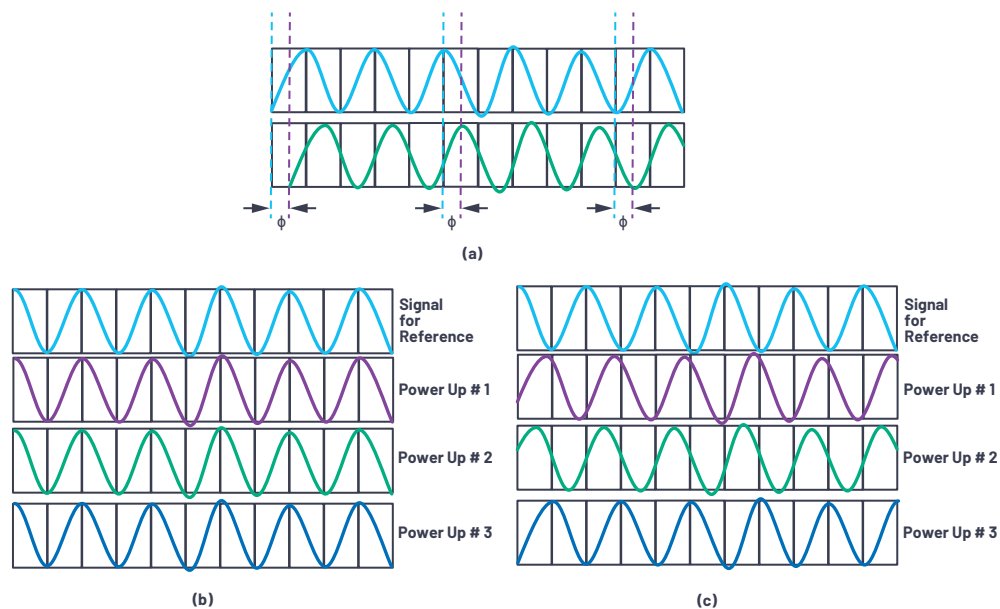 ϕ ϕ ϕ
(a)
Signal
for
Reference
Power Up # 1
Power Up # 2
Power Up # 3
(b)
Signal
for
Reference
Power Up # 1
Power Up # 2
Power Up # 3
(c)